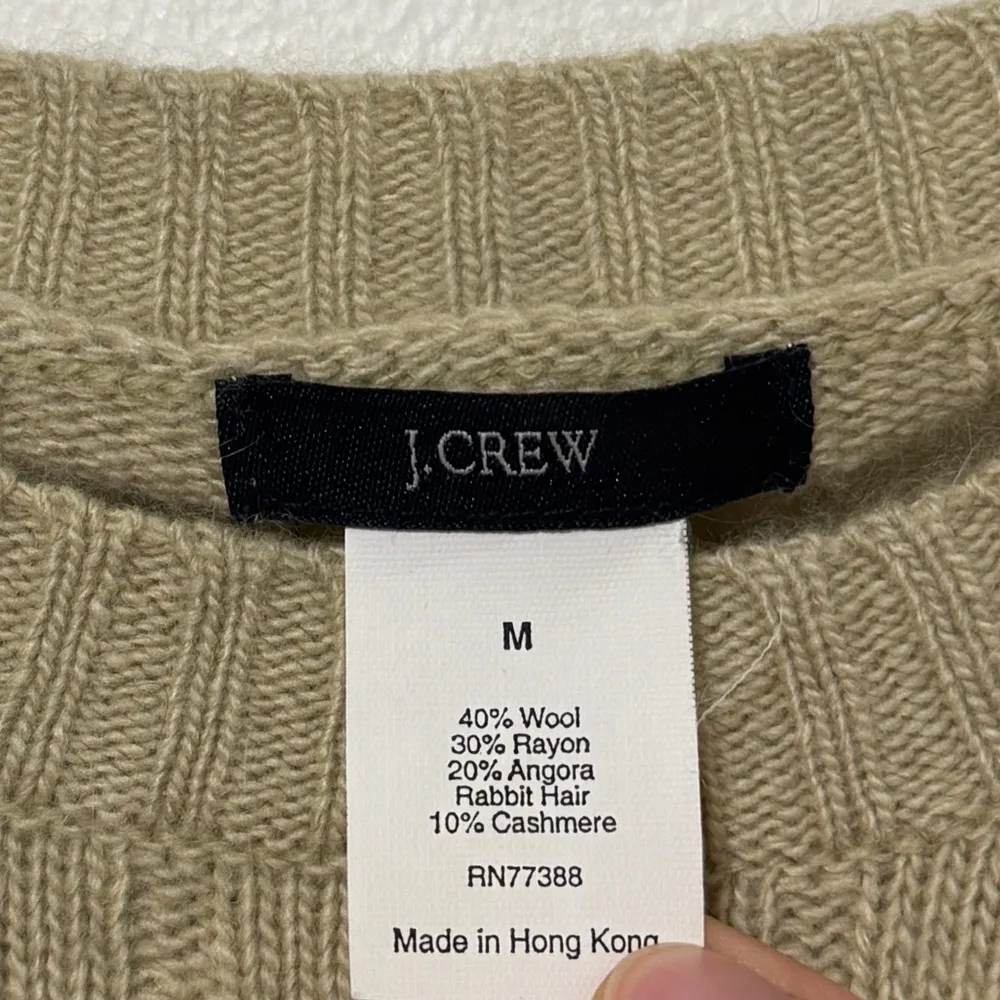 J.CREW
M
40% Wool
30% Rayon
20% Angora
Rabbit Hair
10% Cashmere
RN77388
Made in Hong Kong